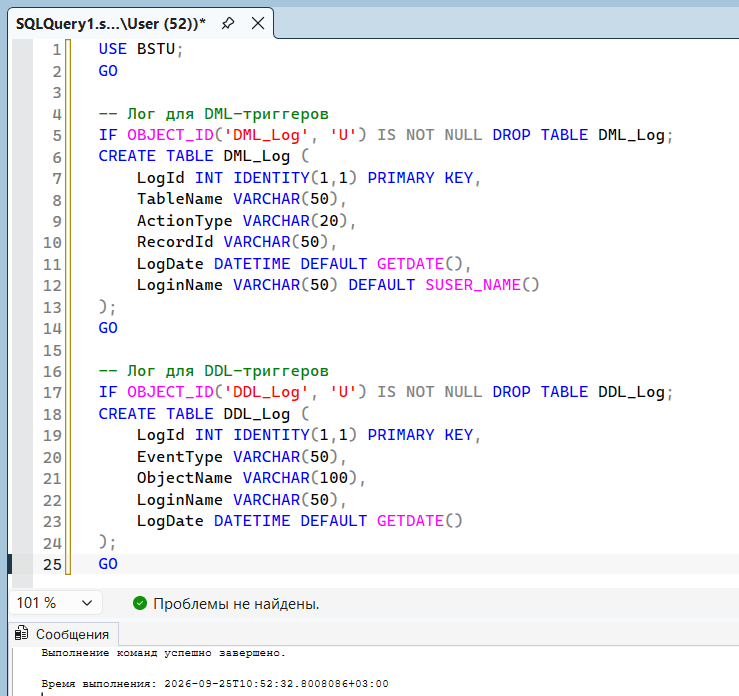 SQLQuery1.s...\User (52))*
1 USE BSTU;
2 GO
3
4 -- Лог для DML-триггеров
5 IF OBJECT_ID('DML_Log', 'U') IS NOT NULL DROP TABLE DML_Log;
6 CREATE TABLE DML_Log (
7 LogId INT IDENTITY(1,1) PRIMARY KEY,
8 TableName VARCHAR(50),
9 ActionType VARCHAR(20),
10 RecordId VARCHAR(50),
11 LogDate DATETIME DEFAULT GETDATE(),
12 LoginName VARCHAR(50) DEFAULT SUSER_NAME()
13 );
14 GO
15
16 -- Лог для DDL-триггеров
17 IF OBJECT_ID('DDL_Log', 'U') IS NOT NULL DROP TABLE DDL_Log;
18 CREATE TABLE DDL_Log (
19 LogId INT IDENTITY(1,1) PRIMARY KEY,
20 EventType VARCHAR(50),
21 ObjectName VARCHAR(100),
22 LoginName VARCHAR(50),
23 LogDate DATETIME DEFAULT GETDATE()
24 );
25 GO
101 % Проблемы не найдены.
Сообщения
Выполнение команд успешно завершено.
Время выполнения: 2026-09-25T10:52:32.8008086+03:00